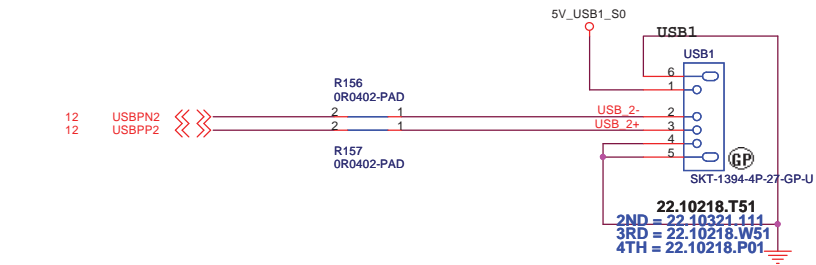 5V_USB1_S0
USB1
USB1
6
1
R156
0R0402-PAD
12 USBPN2 2 1 USB_2- 2
12 USBPP2 2 1 USB_2+ 3
4
5
R157
0R0402-PAD
GP
SKT-1394-4P-27-GP-U
22.10218.T51
2ND = 22.10321.111
3RD = 22.10218.W51
4TH = 22.10218.P01